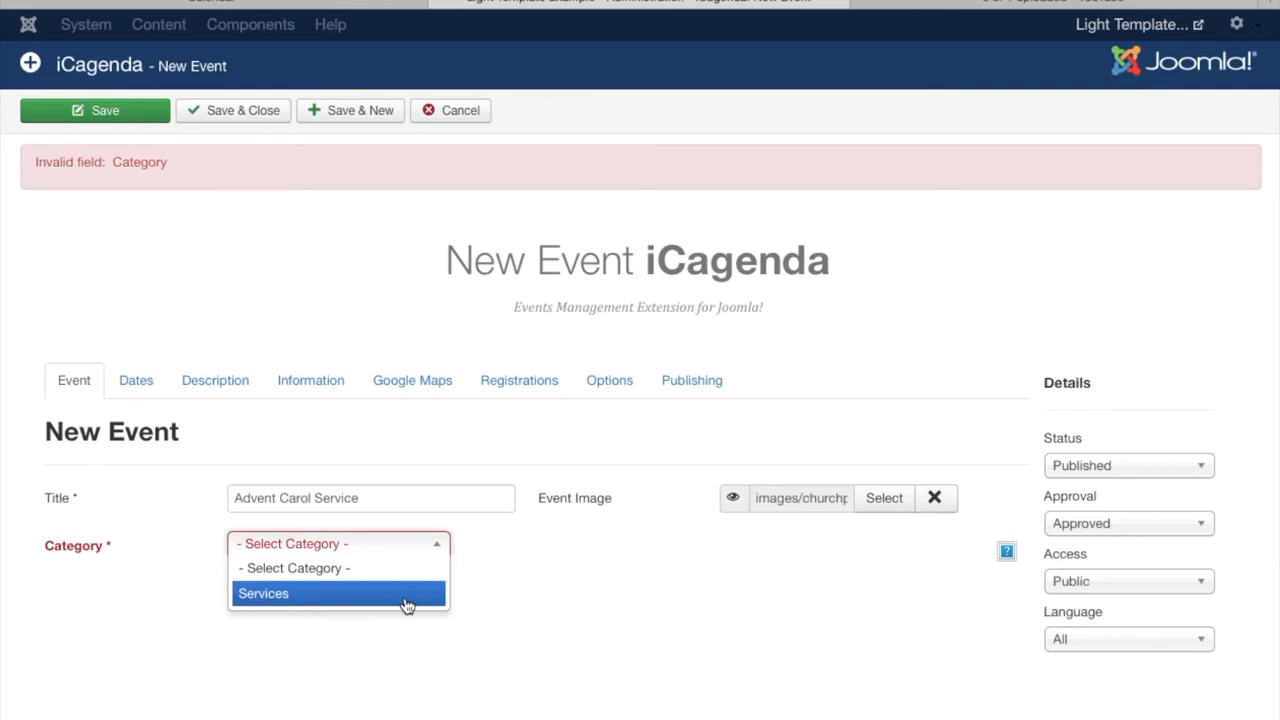 System Content Components Help Light Template...
iCagenda - New Event Joomla!
Save Save & Close Save & New Cancel
Invalid field: Category
New Event iCagenda
Events Management Extension for Joomla!
Event Dates Description Information Google Maps Registrations Options Publishing
Details
New Event
Status
Published
Title * Advent Carol Service Event Image images/churchp Select
Approval
Approved
Category * - Select Category -
- Select Category -
Services
Access
Public
Language
All